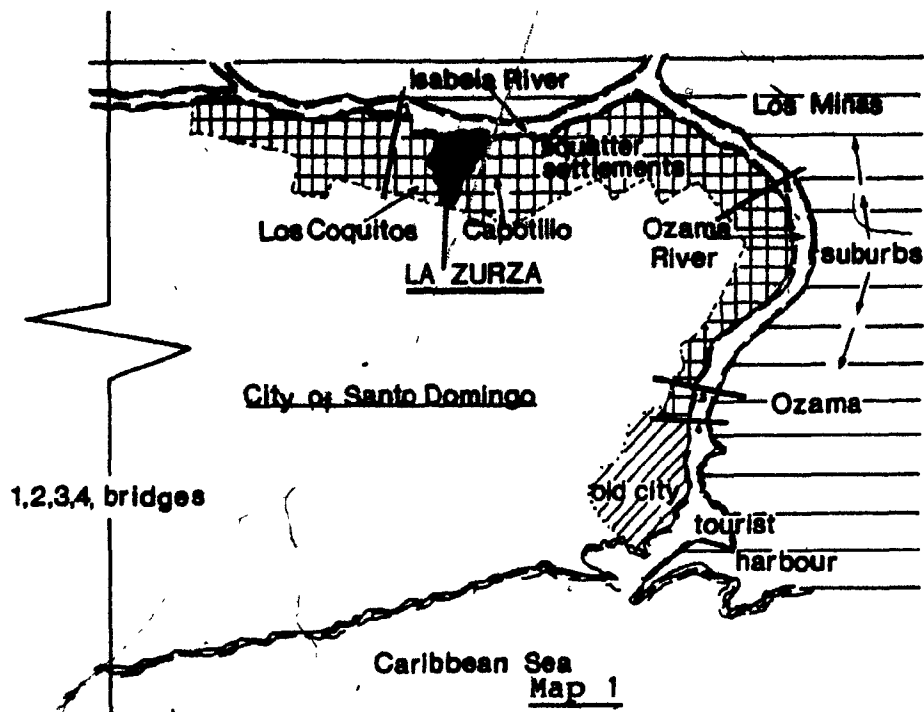 Isabela River
Los Minas
squatter
settlements
Los Coquitos
Capotillo
Ozama
River
suburbs
LA ZURZA
City of Santo Domingo
Ozama
1,2,3,4, bridges
old city
tourist
harbour
Caribbean Sea
Map 1